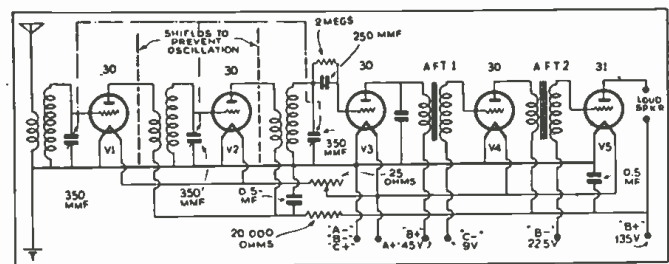 SHIELDS TO
PREVENT
OSCILLATION
2 MEGS
250 MMF
30
30
30
AFT 1
30
AFT 2
31
LOUD
SPKR
V1
V2
V3
V4
V5
350
MMF
350
MMF
350
MMF
0.5
MF
25
OHMS
0.5
MF
20 000
OHMS
"A-"
"B-"
"C+"
A+
"B+"
45V
"C-"
9V
"B-"
22.5V
"B+"
135V